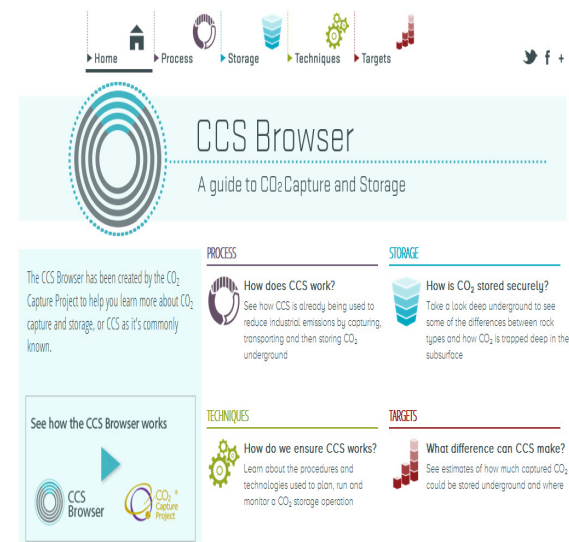 Home
Process
Storage
Techniques
Targets
CCS Browser
A guide to CO₂ Capture and Storage
The CCS Browser has been created by the CO₂
Capture Project to help you learn more about CO₂
capture and storage, or CCS as it's commonly
known.
See how the CCS Browser works
CCS
Browser
CO₂
Capture
Project
PROCESS
How does CCS work?
See how CCS is already being used to
reduce industrial emissions by capturing,
transporting and then storing CO₂
underground
STORAGE
How is CO₂ stored securely?
Take a look deep underground to see
some of the differences between rock
types and how CO₂ is trapped deep in the
subsurface
TECHNIQUES
How do we ensure CCS works?
Learn about the procedures and
technologies used to plan, run and
monitor a CO₂ storage operation
TARGETS
What difference can CCS make?
See estimates of how much captured CO₂
could be stored underground and where